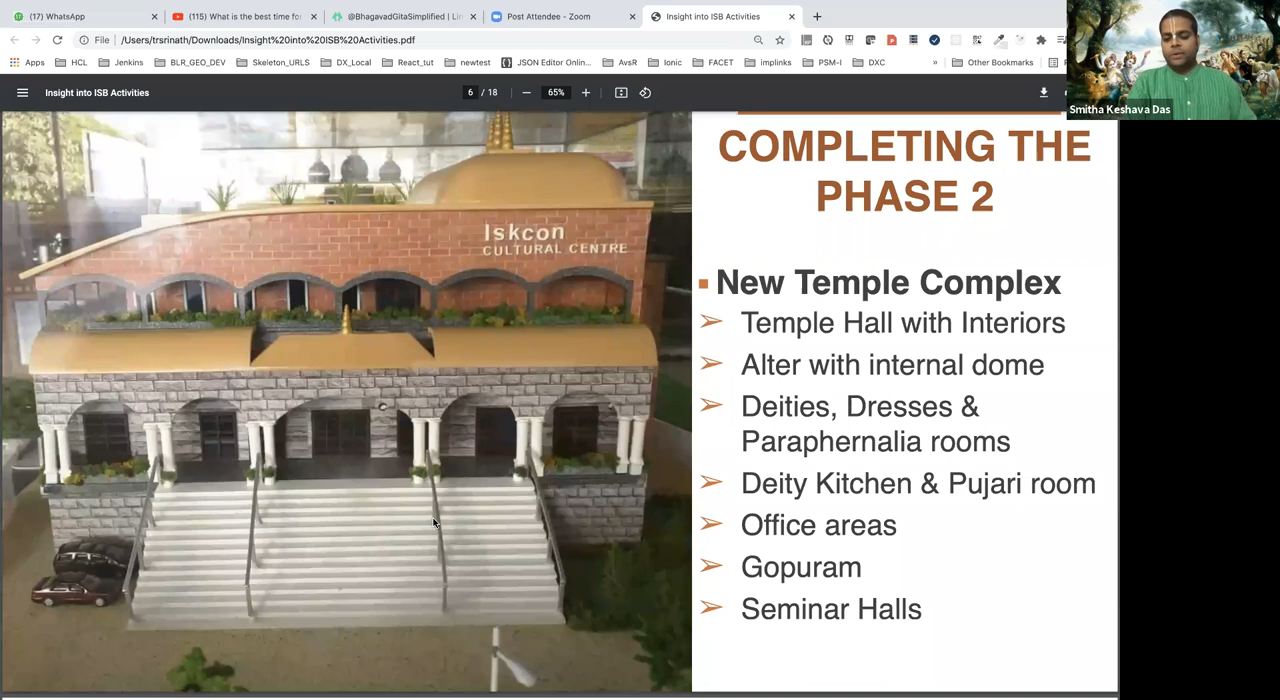 (17) WhatsApp
(115) What is the best time fo
@BhagavadGitaSimplified | Lin
Post Attendee - Zoom
Insight into ISB Activities
File
/Users/trsrinath/Downloads/Insight%20into%20ISB%20Activities.pdf
Apps
HCL
Jenkins
BLR_GEO_DEV
Skeleton_URLS
DX_Local
React_tut
newtest
JSON Editor Onlin...
AvsR
Ionic
FACET
implinks
PSM-I
DXC
»
Other Bookmarks
Smitha Keshava Das
Insight into ISB Activities
6 / 18
65%
Iskcon
CULTURAL CENTRE
COMPLETING THE
PHASE 2
New Temple Complex
Temple Hall with Interiors
Alter with internal dome
Deities, Dresses &
Paraphernalia rooms
Deity Kitchen & Pujari room
Office areas
Gopuram
Seminar Halls